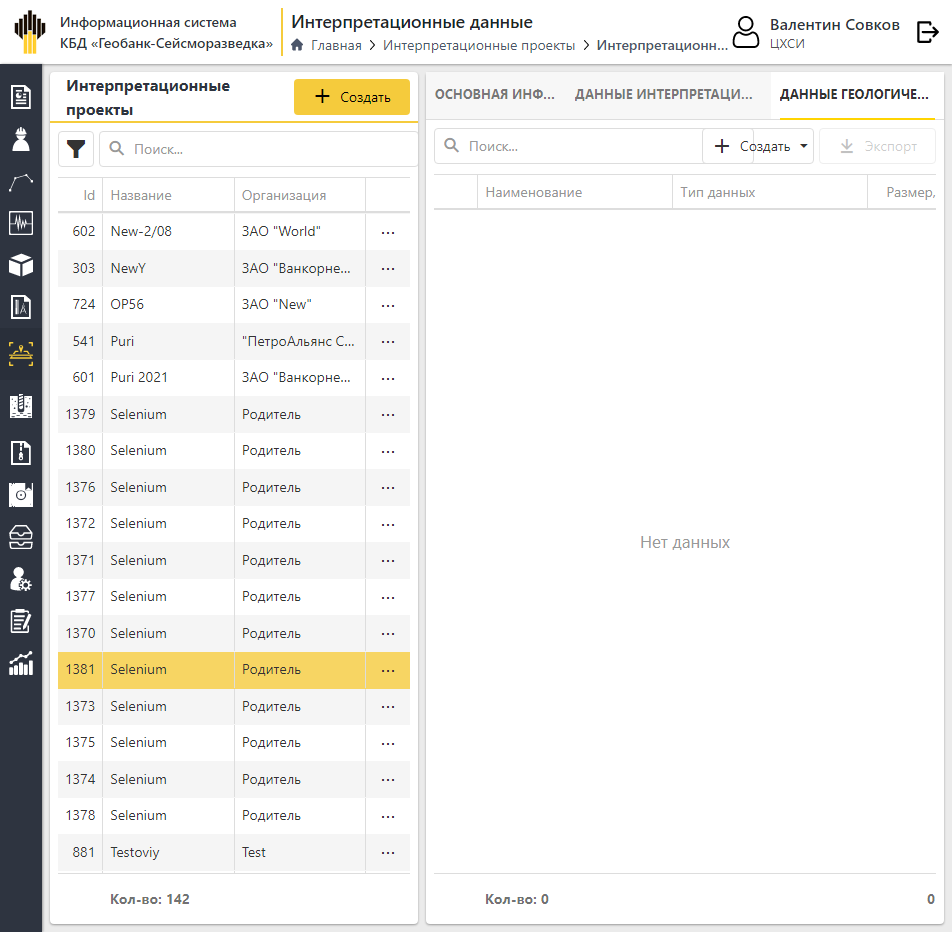 Информационная система
КБД «Геобанк-Сейсморазведка»
Интерпретационные данные
Главная > Интерпретационные проекты > Интерпретационн...
Валентин Совков
ЦХСИ
Интерпретационные
проекты
Создать
Поиск...
Id Название Организация
602 New-2/08 ЗАО "World" ...
303 NewY ЗАО "Ванкорне... ...
724 OP56 ЗАО "New" ...
541 Puri "ПетроАльянс С... ...
601 Puri 2021 ЗАО "Ванкорне... ...
1379 Selenium Родитель ...
1380 Selenium Родитель ...
1376 Selenium Родитель ...
1372 Selenium Родитель ...
1371 Selenium Родитель ...
1377 Selenium Родитель ...
1370 Selenium Родитель ...
1381 Selenium Родитель ...
1373 Selenium Родитель ...
1375 Selenium Родитель ...
1374 Selenium Родитель ...
1378 Selenium Родитель ...
881 Testoviy Test ...
Кол-во: 142
ОСНОВНАЯ ИНФ... ДАННЫЕ ИНТЕРПРЕТАЦИ... ДАННЫЕ ГЕОЛОГИЧЕ...
Поиск... Создать Экспорт
Наименование Тип данных Размер,
Нет данных
Кол-во: 0 0